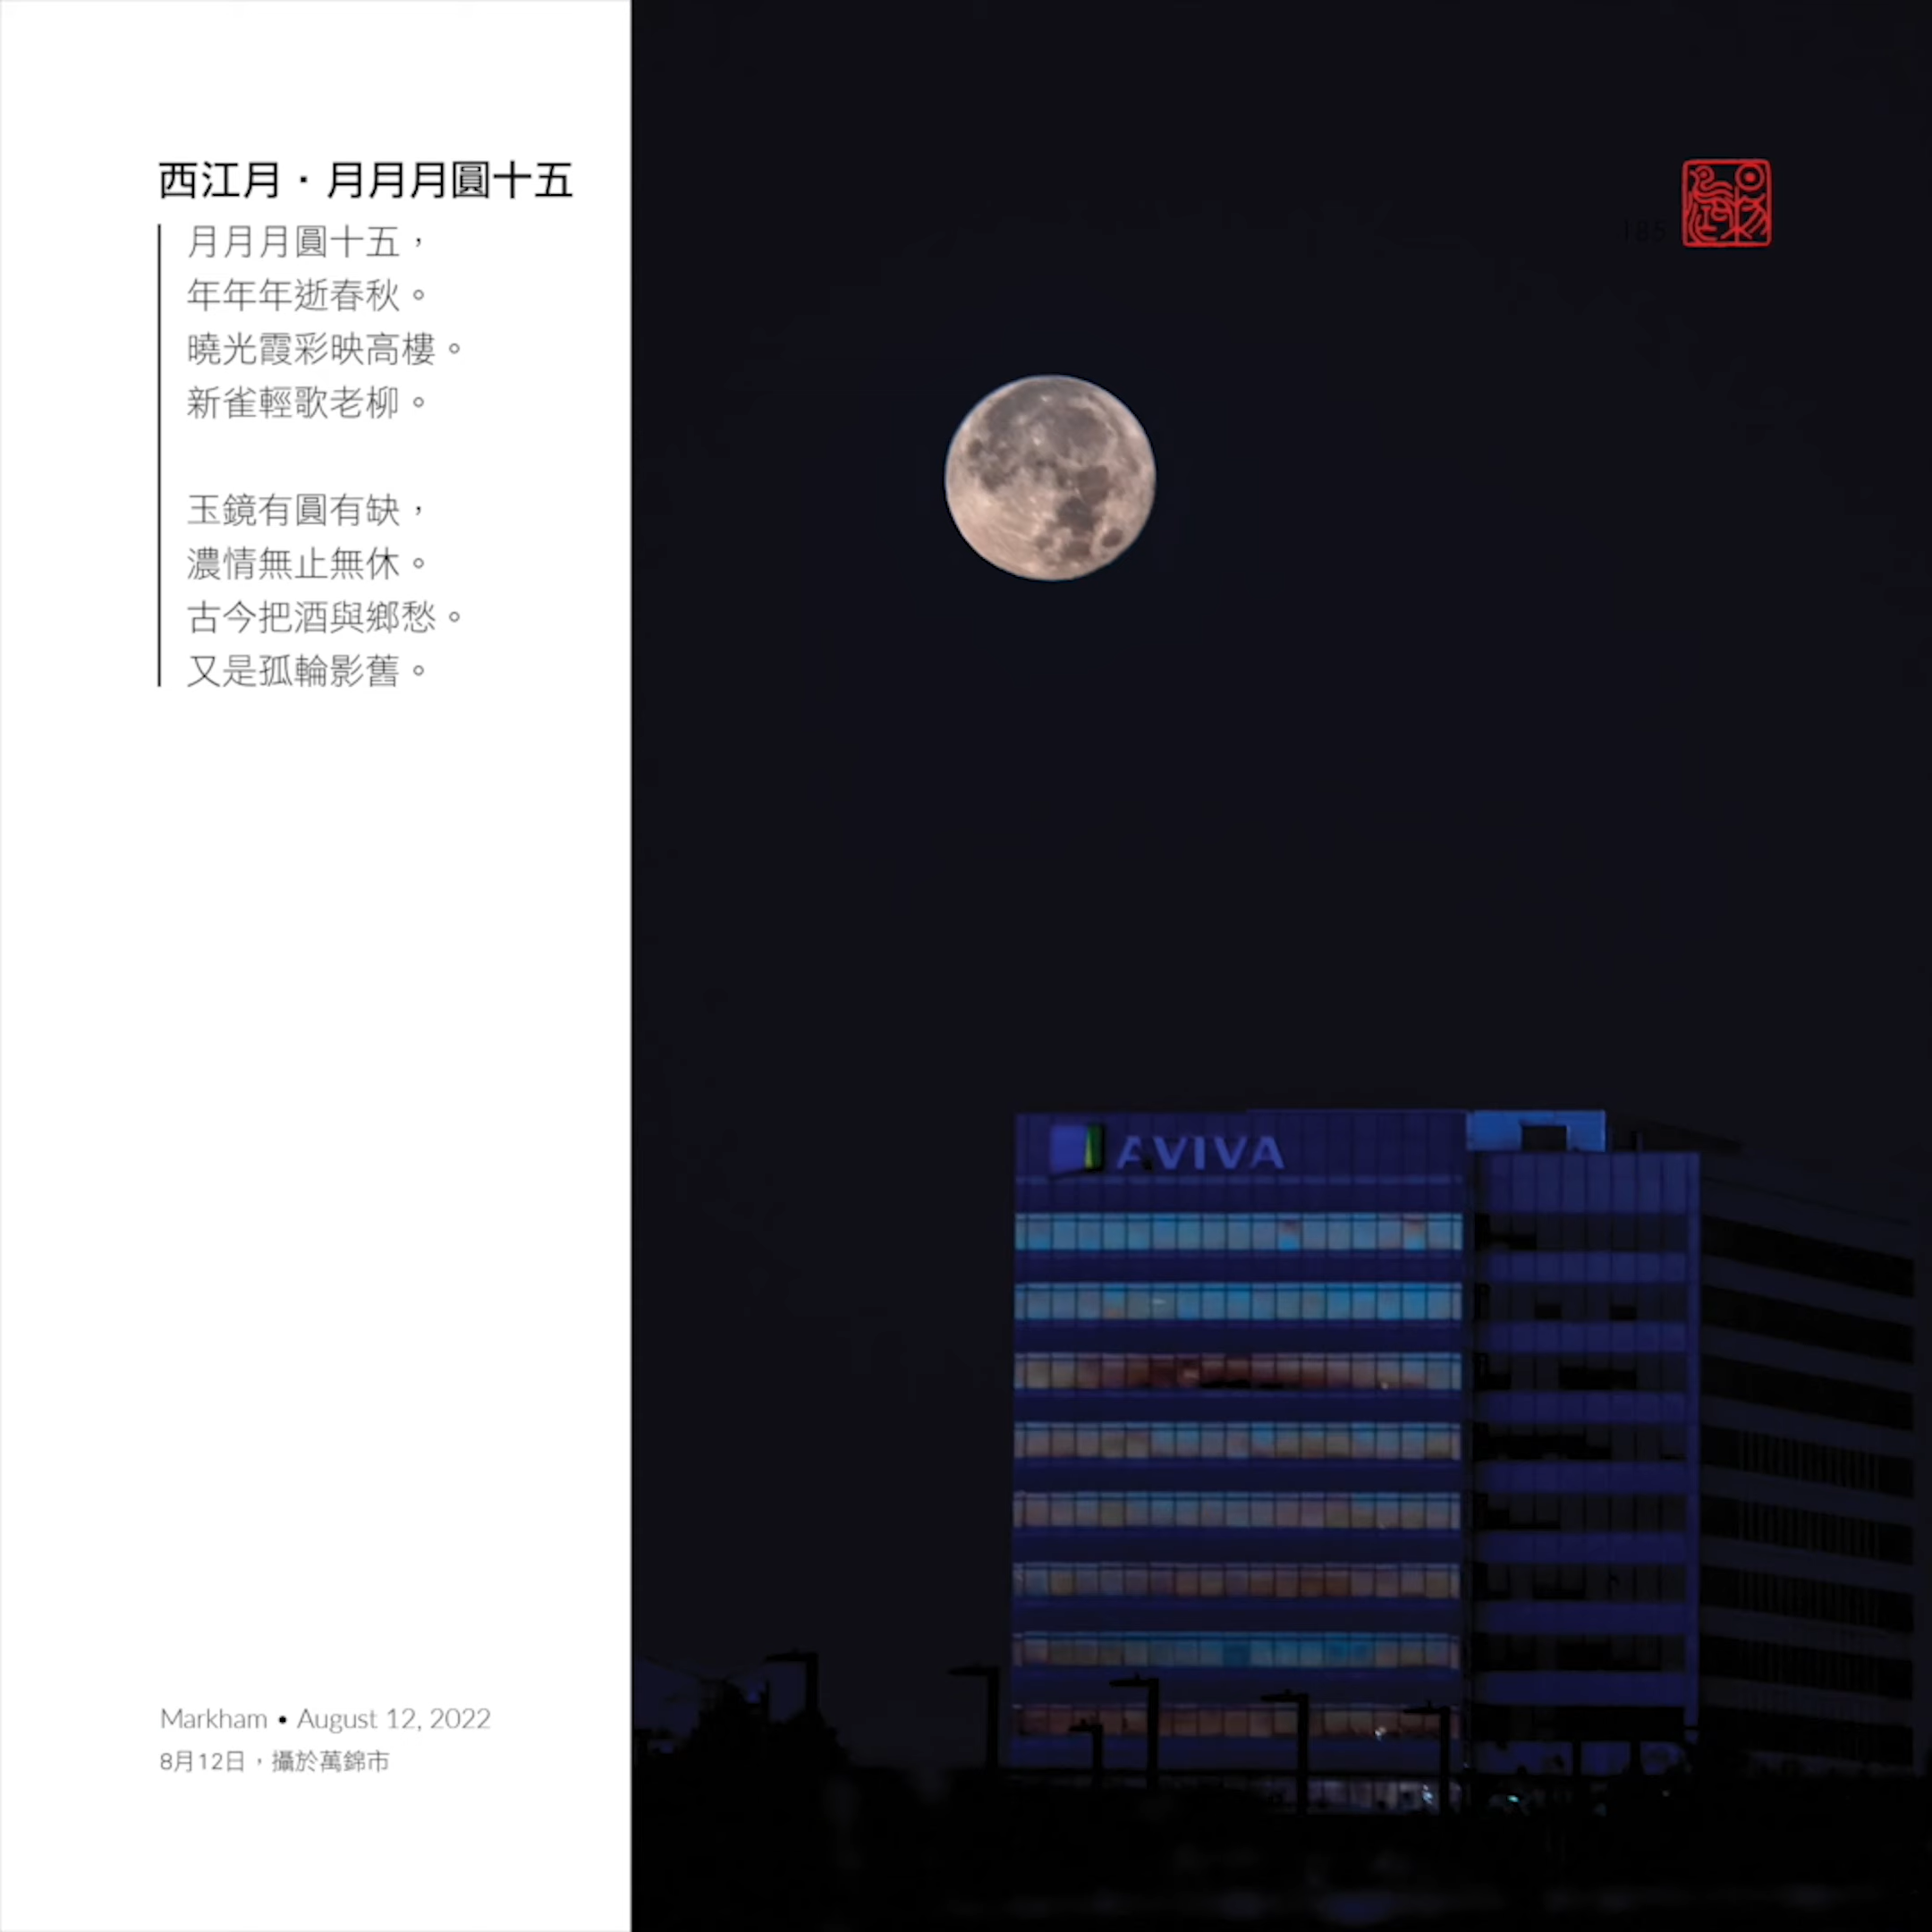 西江月·月月月圓十五
月月月圓十五，
年年年逝春秋。
曉光霞彩映高樓。
新雀輕歌老柳。
玉鏡有圓有缺，
濃情無止無休。
古今把酒與鄉愁。
又是孤輪影舊。
Markham • August 12, 2022
8月12日，攝於萬錦市
185
AVIVA